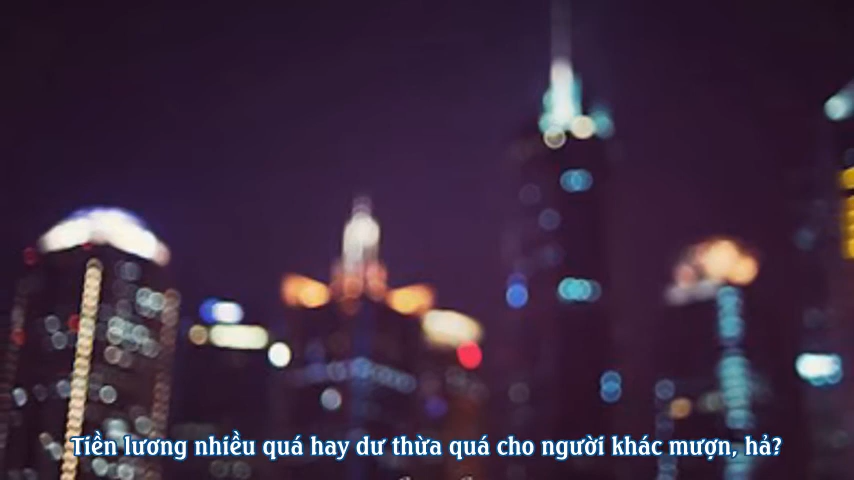 Tiền lương nhiều quá hay dư thừa quá cho người khác mượn, hả?